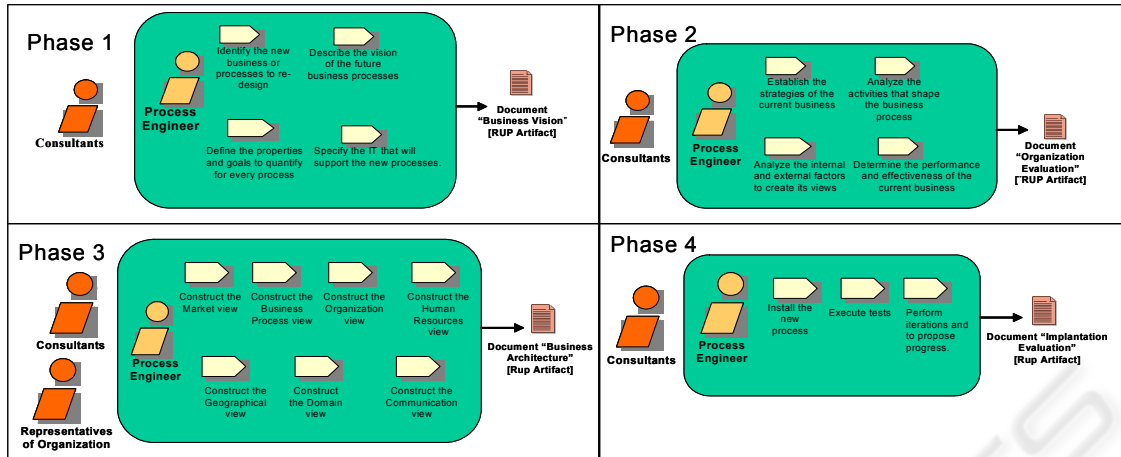 Phase 1
Consultants
Process
Engineer
Identify the new
business or
processes to re-
design
Describe the vision
of the future
business processes
Define the properties
and goals to quantify
for every process
Specify the IT that will
support the new processes.
Document
“Business Vision”
[RUP Artifact]
Phase 2
Consultants
Process
Engineer
Establish the
strategies of the
current business
Analyze the
activities that shape
the business
process
Analyze the internal
and external factors
to create its views
Determine the performance
and effectiveness of the
current business
Document
“Organization
Evaluation”
[¨RUP Artifact]
Phase 3
Consultants
Representatives
of Organization
Process
Engineer
Construct the
Market view
Construct the
Business
Process view
Construct the
Organization
view
Construct the
Human
Resources
view
Construct the
Geographical
view
Construct
the Domain
view
Construct the
Communication
view
Document “Business
Architecture”
[Rup Artifact]
Phase 4
Consultants
Process
Engineer
Install the
new
process
Execute tests
Perform
iterations and
to propose
progress.
Document “Implantation
Evaluation”
[Rup Artifact]